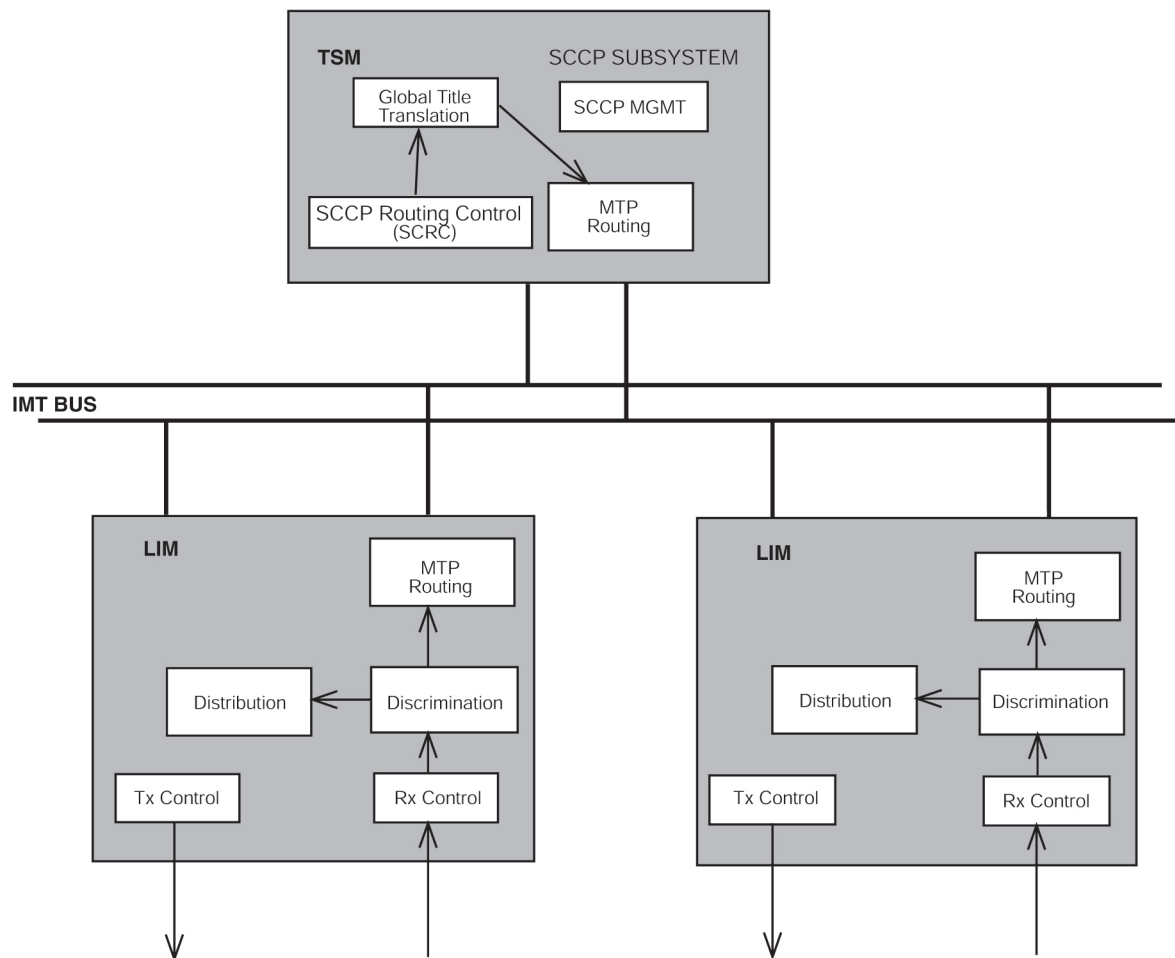 TSM
SCCP SUBSYSTEM
Global Title
Translation
SCCP MGMT
SCCP Routing Control
(SCRC)
MTP
Routing
IMT BUS
LIM
MTP
Routing
Distribution
Discrimination
Tx Control
Rx Control
LIM
MTP
Routing
Distribution
Discrimination
Tx Control
Rx Control